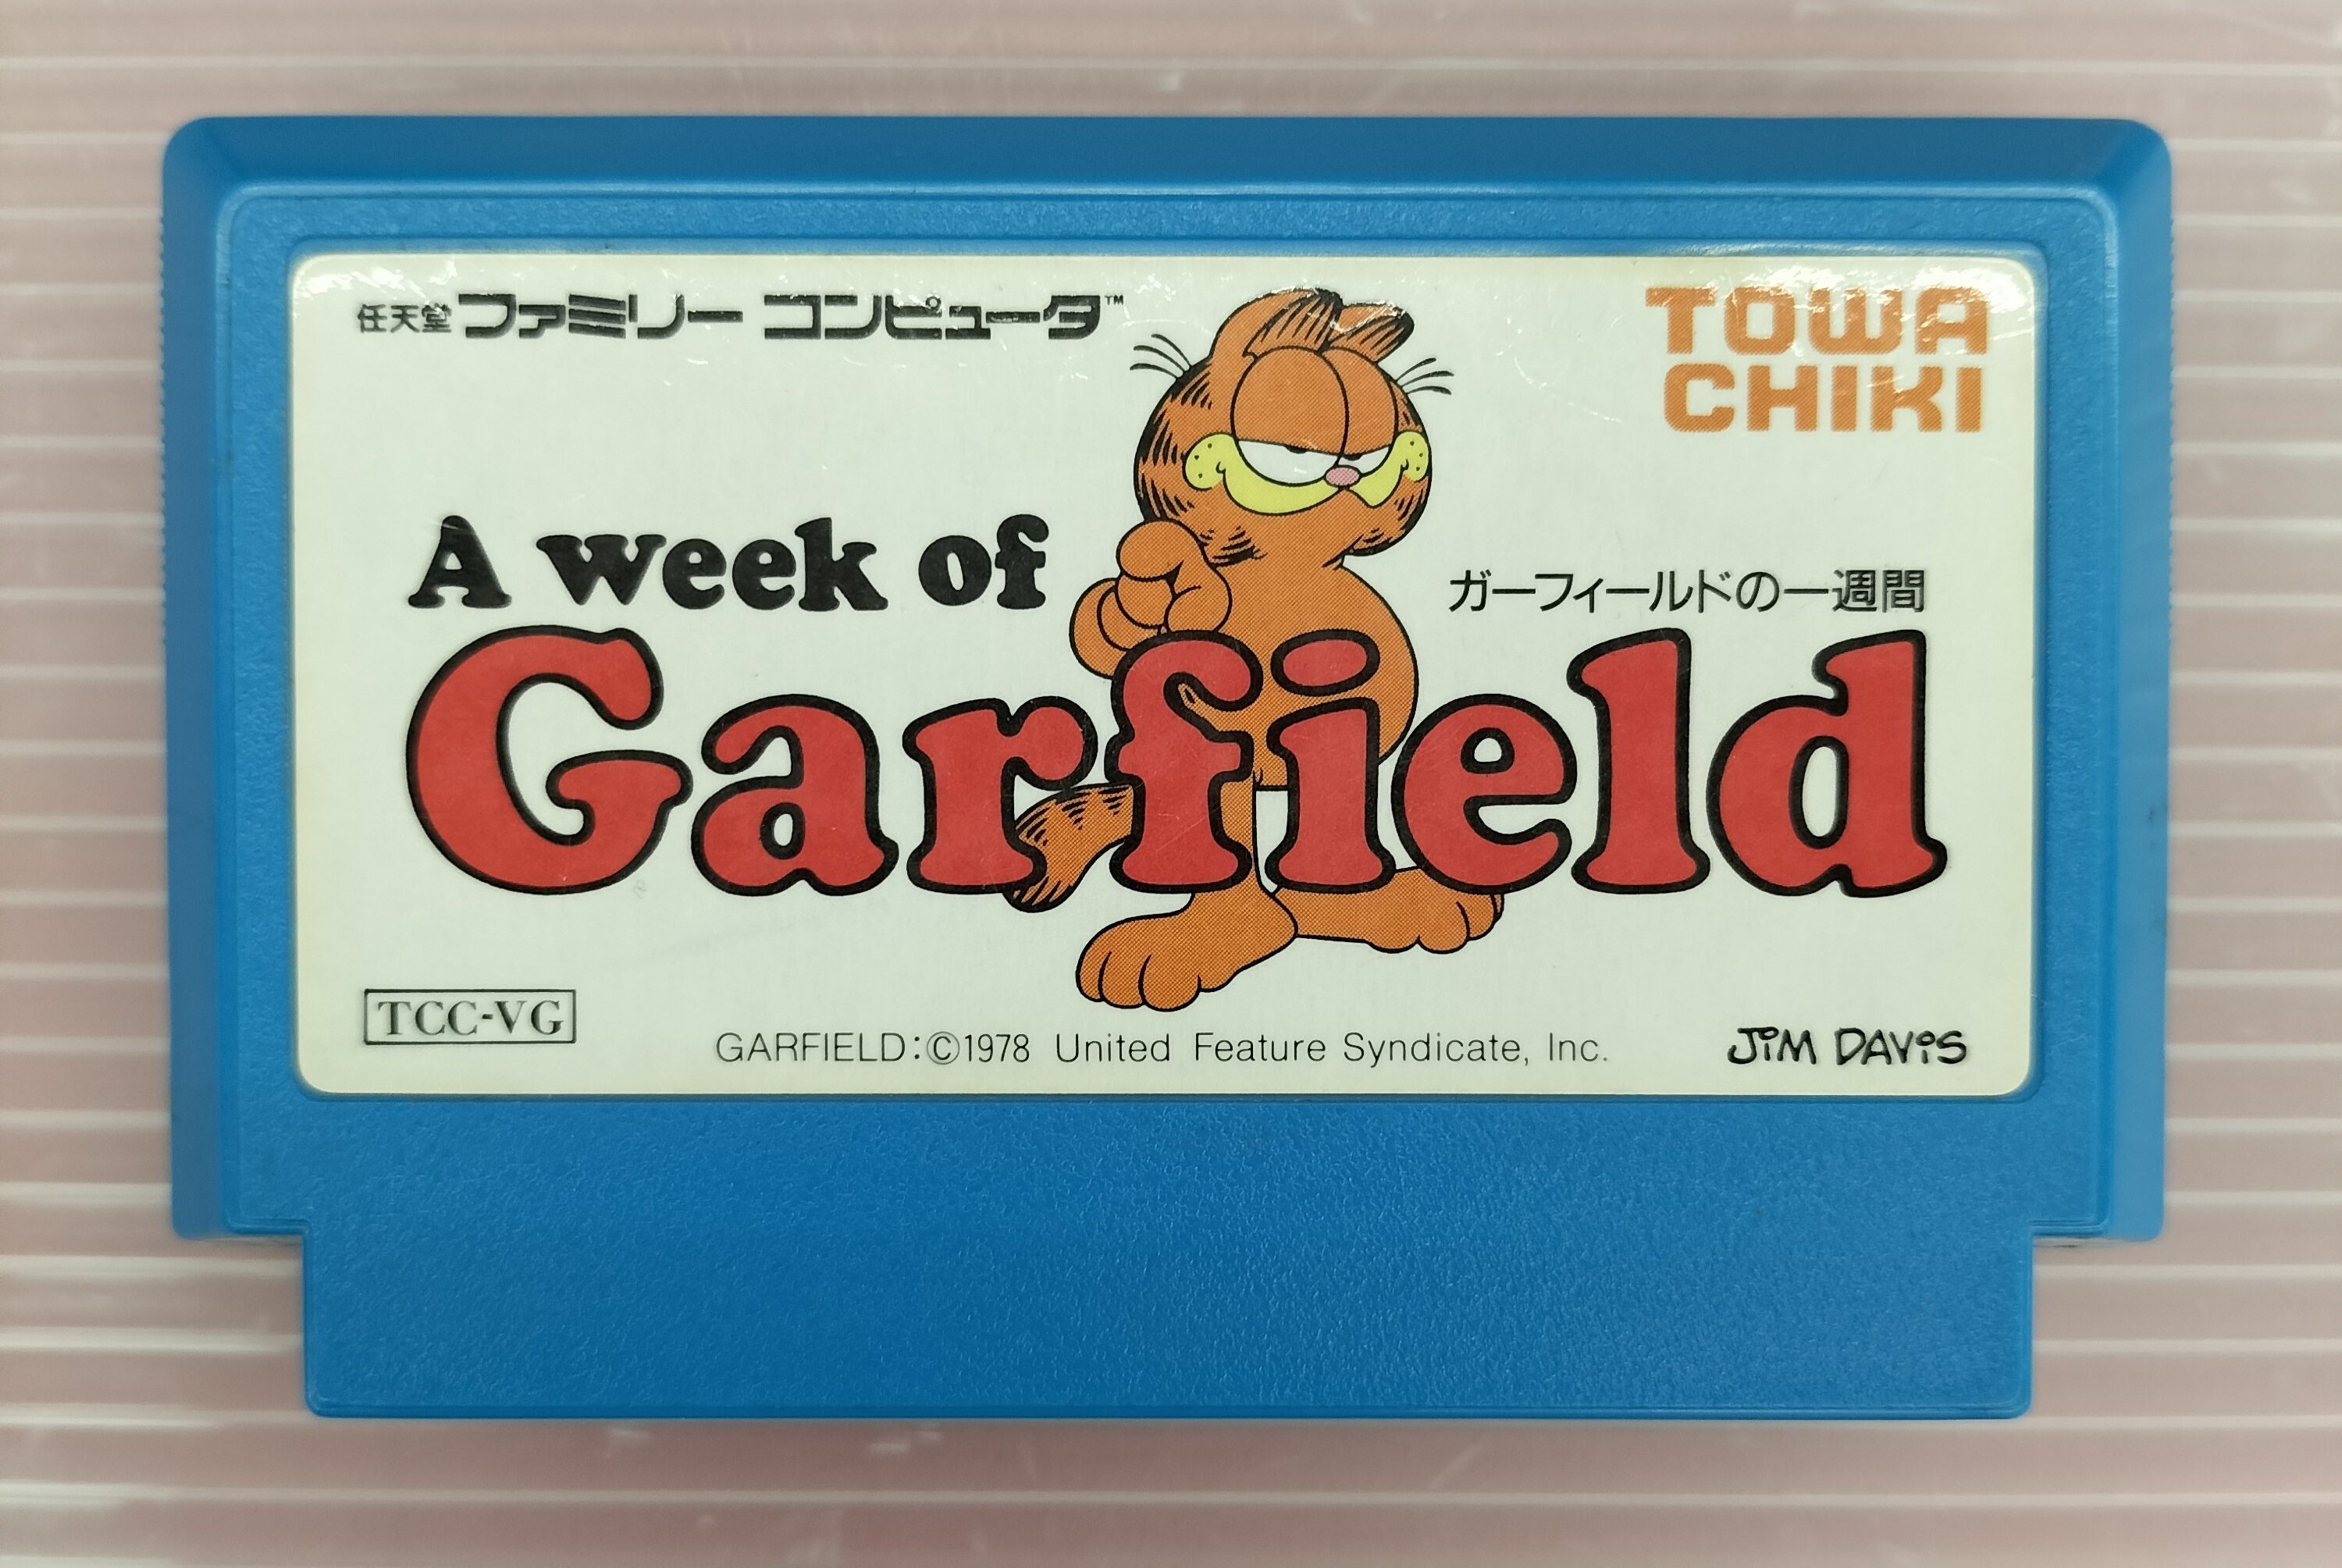 任天堂 ファミリー コンピュータ™
TOWA
CHIKI
A week of
ガーフィールドの一週間
Garfield
TCC-VG
GARFIELD:©1978 United Feature Syndicate, Inc.
JiM DAViS